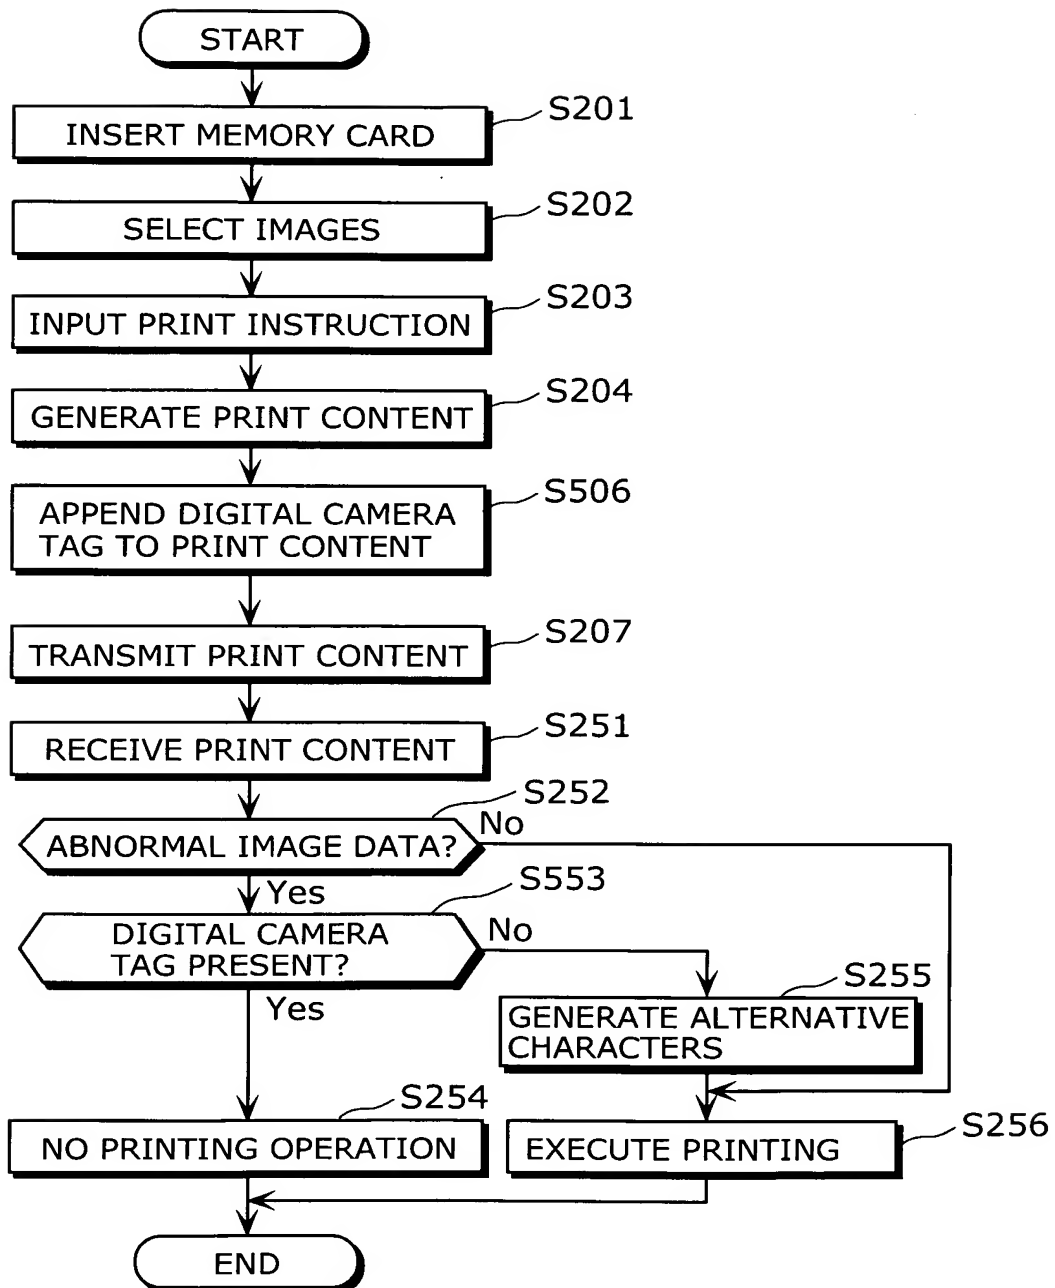 START
S201
INSERT MEMORY CARD
S202
SELECT IMAGES
S203
INPUT PRINT INSTRUCTION
S204
GENERATE PRINT CONTENT
S506
APPEND DIGITAL CAMERA
TAG TO PRINT CONTENT
S207
TRANSMIT PRINT CONTENT
S251
RECEIVE PRINT CONTENT
S252
ABNORMAL IMAGE DATA?
No
Yes
S553
DIGITAL CAMERA
TAG PRESENT?
No
Yes
S255
GENERATE ALTERNATIVE
CHARACTERS
S254
NO PRINTING OPERATION
S256
EXECUTE PRINTING
END